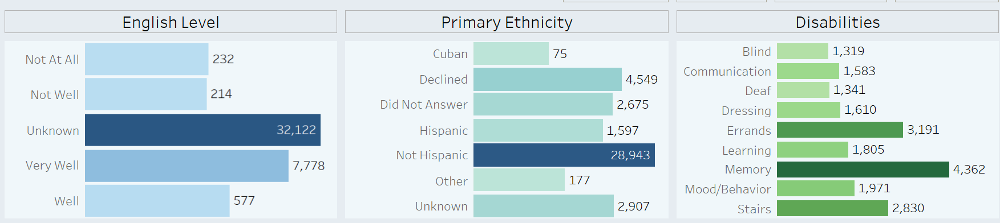 English Level
Not At All 232
Not Well 214
Unknown 32,122
Very Well 7,778
Well 577
Primary Ethnicity
Cuban 75
Declined 4,549
Did Not Answer 2,675
Hispanic 1,597
Not Hispanic 28,943
Other 177
Unknown 2,907
Disabilities
Blind 1,319
Communication 1,583
Deaf 1,341
Dressing 1,610
Errands 3,191
Learning 1,805
Memory 4,362
Mood/Behavior 1,971
Stairs 2,830